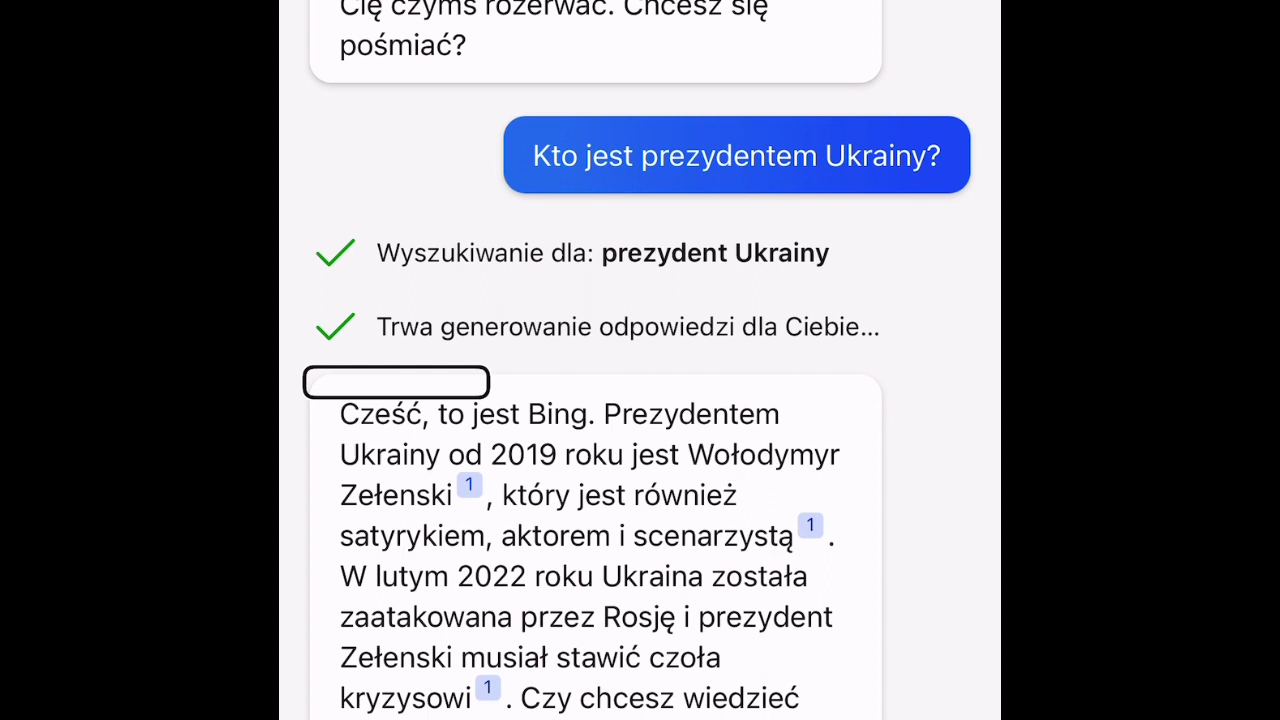 Cię czymś rozerwać. Chcesz się
pośmiać?
Kto jest prezydentem Ukrainy?
Wyszukiwanie dla: prezydent Ukrainy
Trwa generowanie odpowiedzi dla Ciebie...
Cześć, to jest Bing. Prezydentem
Ukrainy od 2019 roku jest Wołodymyr
Zełenski 1 , który jest również
satyrykiem, aktorem i scenarzystą 1 .
W lutym 2022 roku Ukraina została
zaatakowana przez Rosję i prezydent
Zełenski musiał stawić czoła
kryzysowi 1 . Czy chcesz wiedzieć